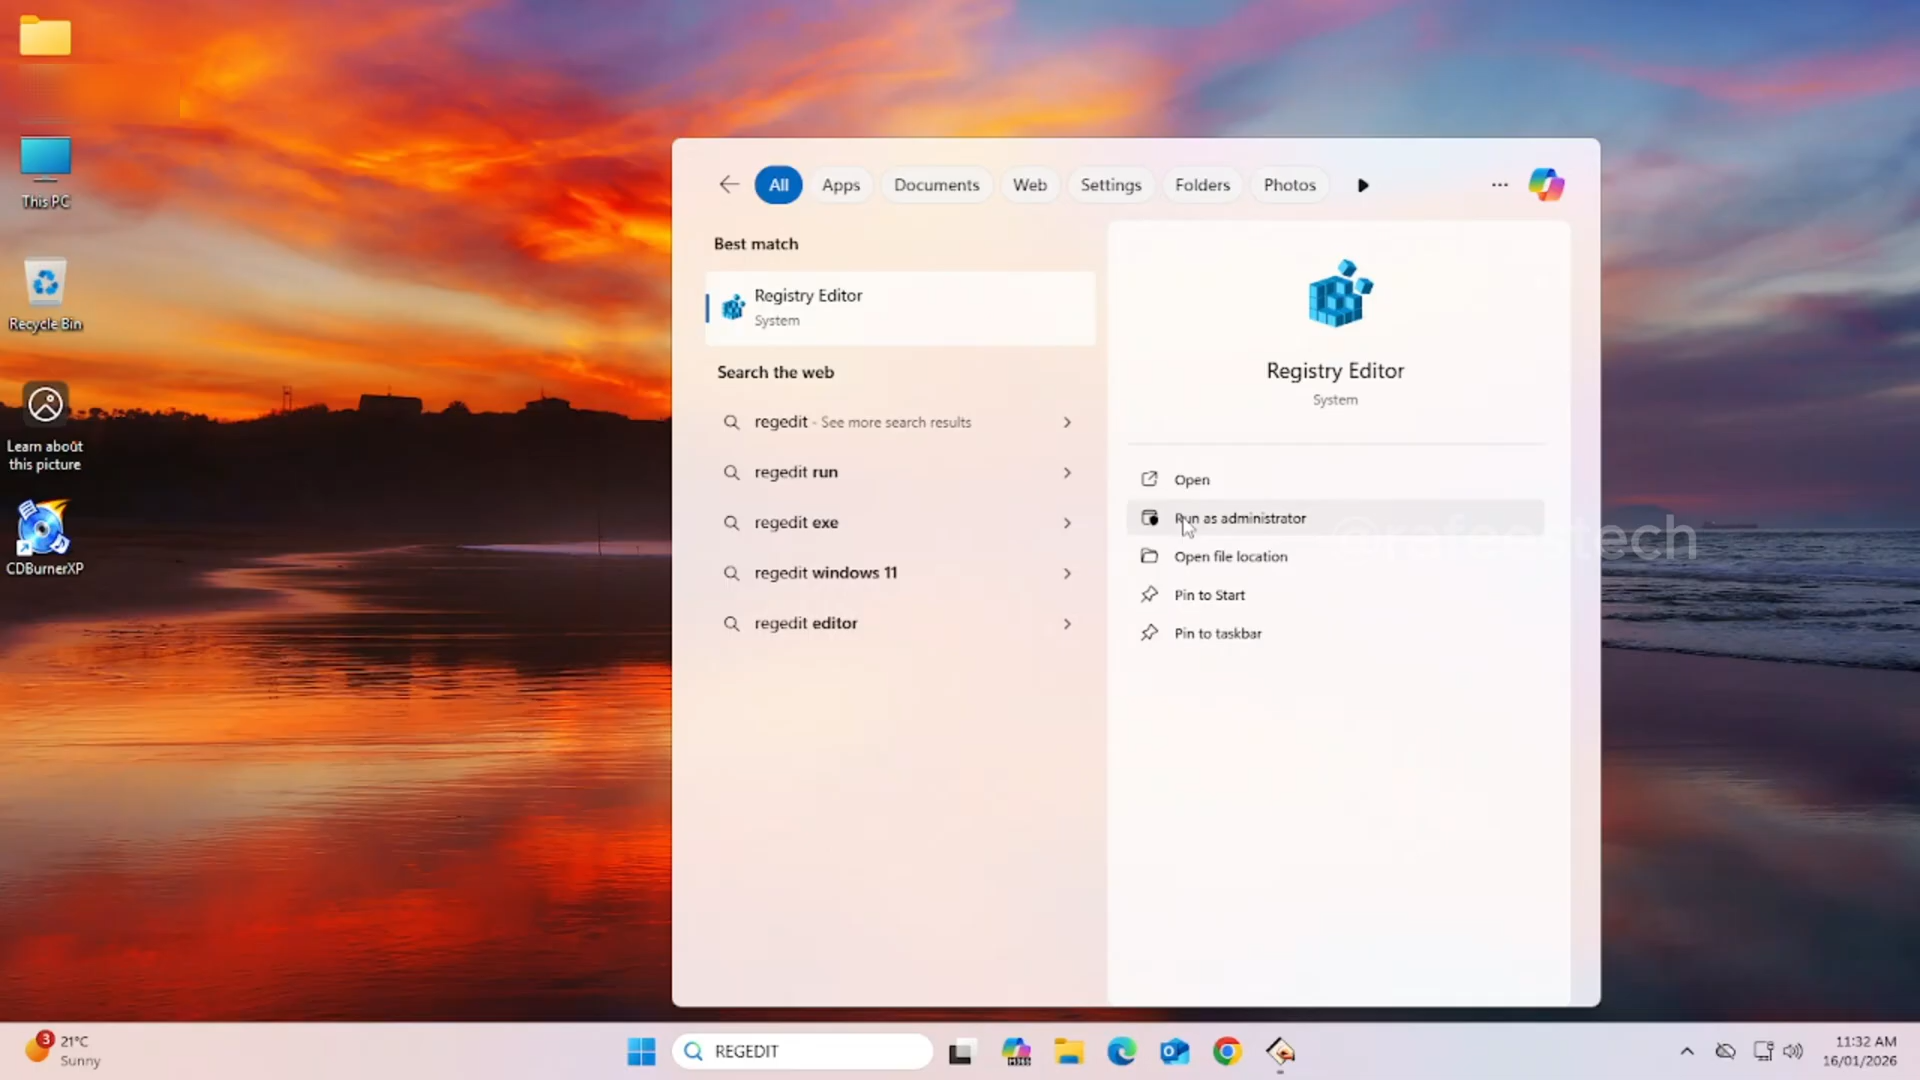 This PC
Recycle Bin
Learn about
this picture
CDBurnerXP
All
Apps
Documents
Web
Settings
Folders
Photos
Best match
Registry Editor
System
Search the web
regedit - See more search results
regedit run
regedit exe
regedit windows 11
regedit editor
Registry Editor
System
Open
Run as administrator
Open file location
Pin to Start
Pin to taskbar
@rafeestech
3
21°C
Sunny
REGEDIT
M365
11:32 AM
16/01/2026